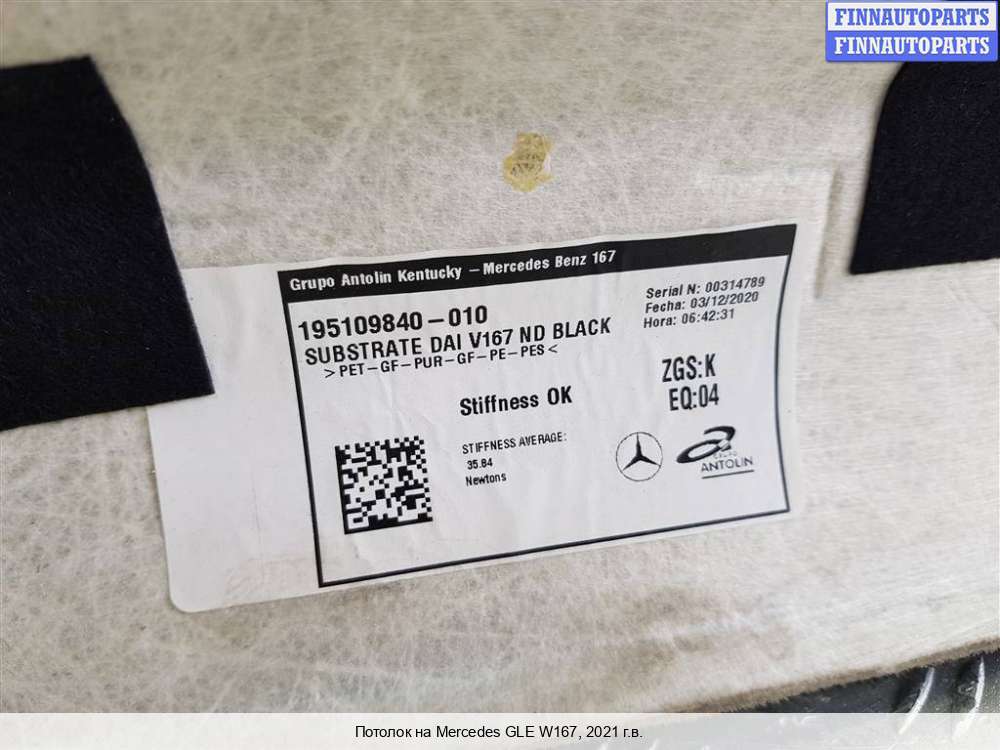 FINNAUTOPARTS
FINNAUTOPARTS
Grupo Antolin Kentucky – Mercedes Benz 167
195109840-010
SUBSTRATE DAI V167 ND BLACK
>PET-GF-PUR-GF-PE-PES<
Serial N: 00314789
Fecha: 03/12/2020
Hora: 06:42:31
ZGS:K
EQ:04
Stiffness OK
STIFFNESS AVERAGE:
35.84
Newtons
GRUPO
ANTOLIN
Потолок на Mercedes GLE W167, 2021 г.в.